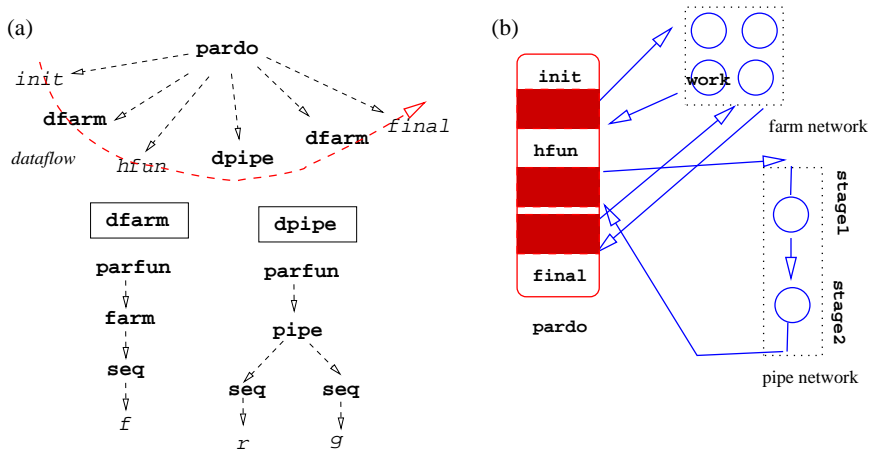 (a)
pardo
init
dfarm
dfarm
final
dataflow
hfun
dpipe
dfarm
dpipe
parfun
parfun
farm
pipe
seq
seq
seq
f
r
g
(b)
init
work
farm network
hfun
stage1
final
stage2
pardo
pipe network